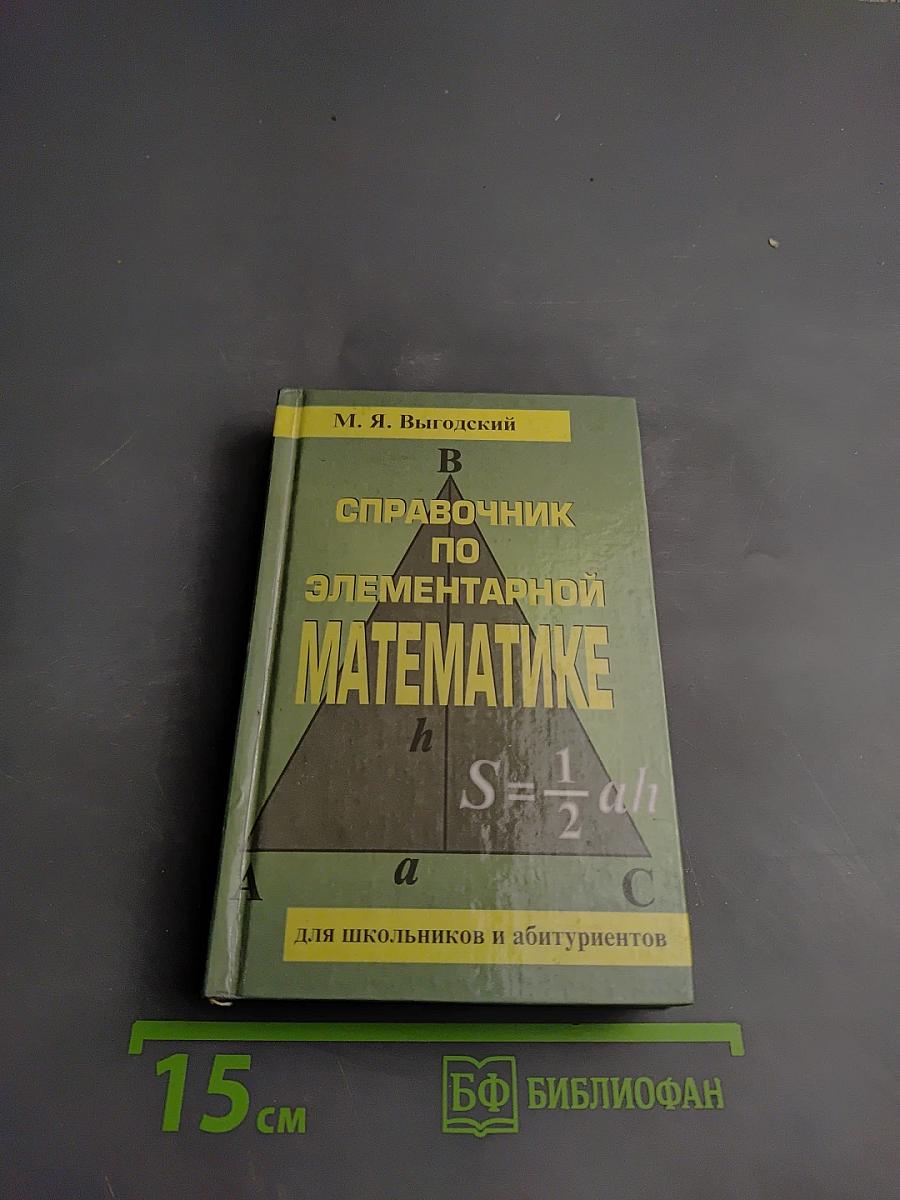 М. Я. Выгодский
B
СПРАВОЧНИК
ПО
ЭЛЕМЕНТАРНОЙ
МАТЕМАТИКЕ
h
S = 1/2 ah
A
a
C
для школьников и абитуриентов
15 см
БФ БИБЛИОФАН